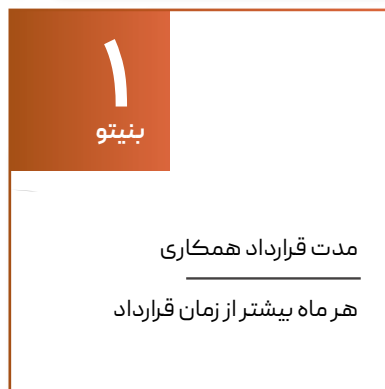 ۱
بنیتو
مدت قرارداد همکاری
هر ماه بیشتر از زمان قرارداد